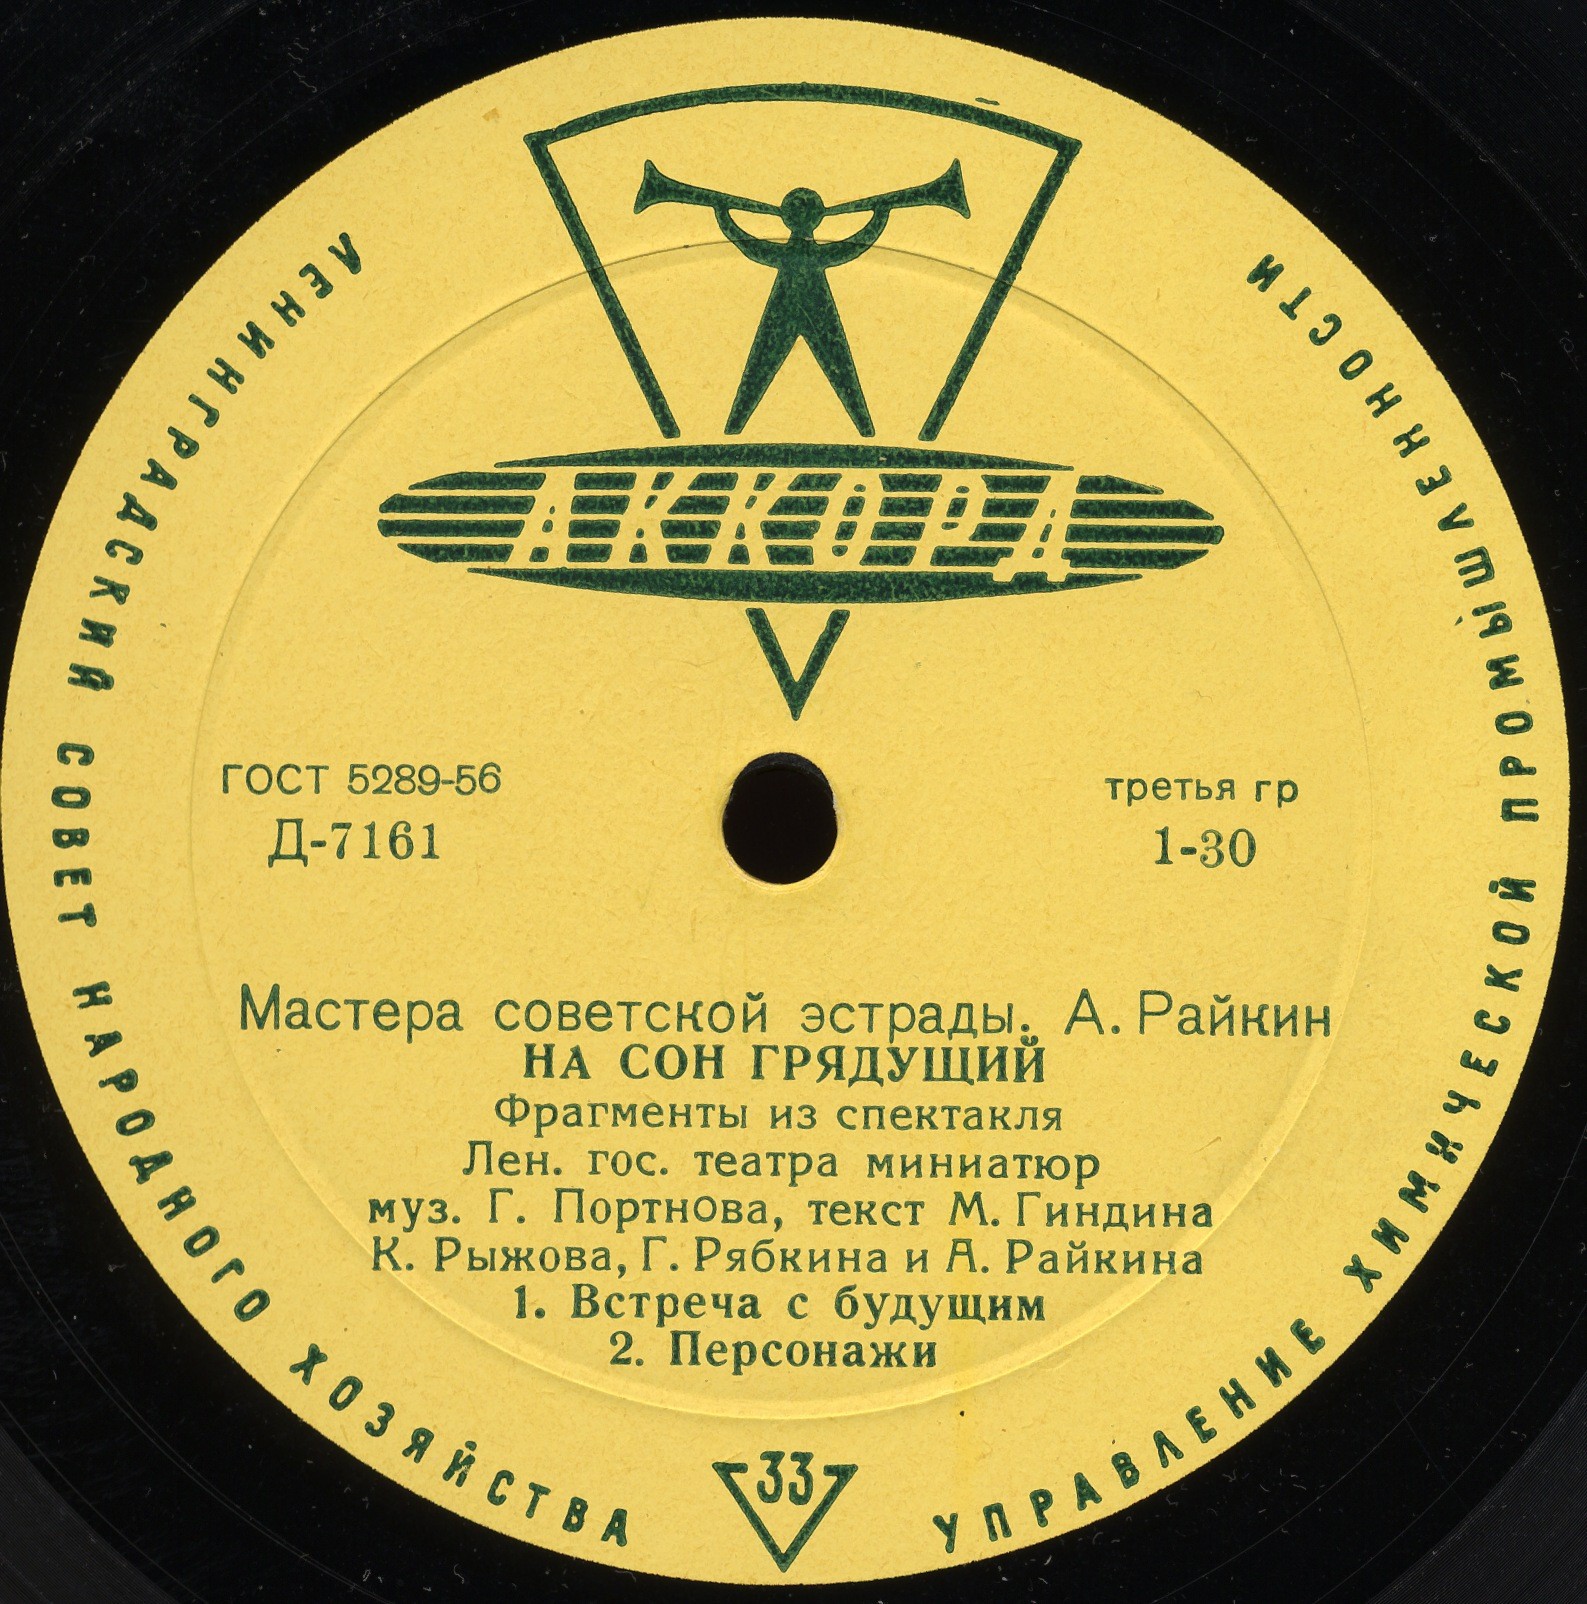 ЛЕНИНГРАДСКИЙ СОВЕТ НАРОДНОГО ХОЗЯЙСТВА
УПРАВЛЕНИЕ ХИМИЧЕСКОЙ ПРОМЫШЛЕННОСТИ
АККОРД
ГОСТ 5289-56
Д-7161
третья гр
1-30
Мастера советской эстрады. А. Райкин
НА СОН ГРЯДУЩИЙ
Фрагменты из спектакля
Лен. гос. театра миниатюр
муз. Г. Портнова, текст М. Гиндина
К. Рыжова, Г. Рябкина и А. Райкина
1. Встреча с будущим
2. Персонажи
33